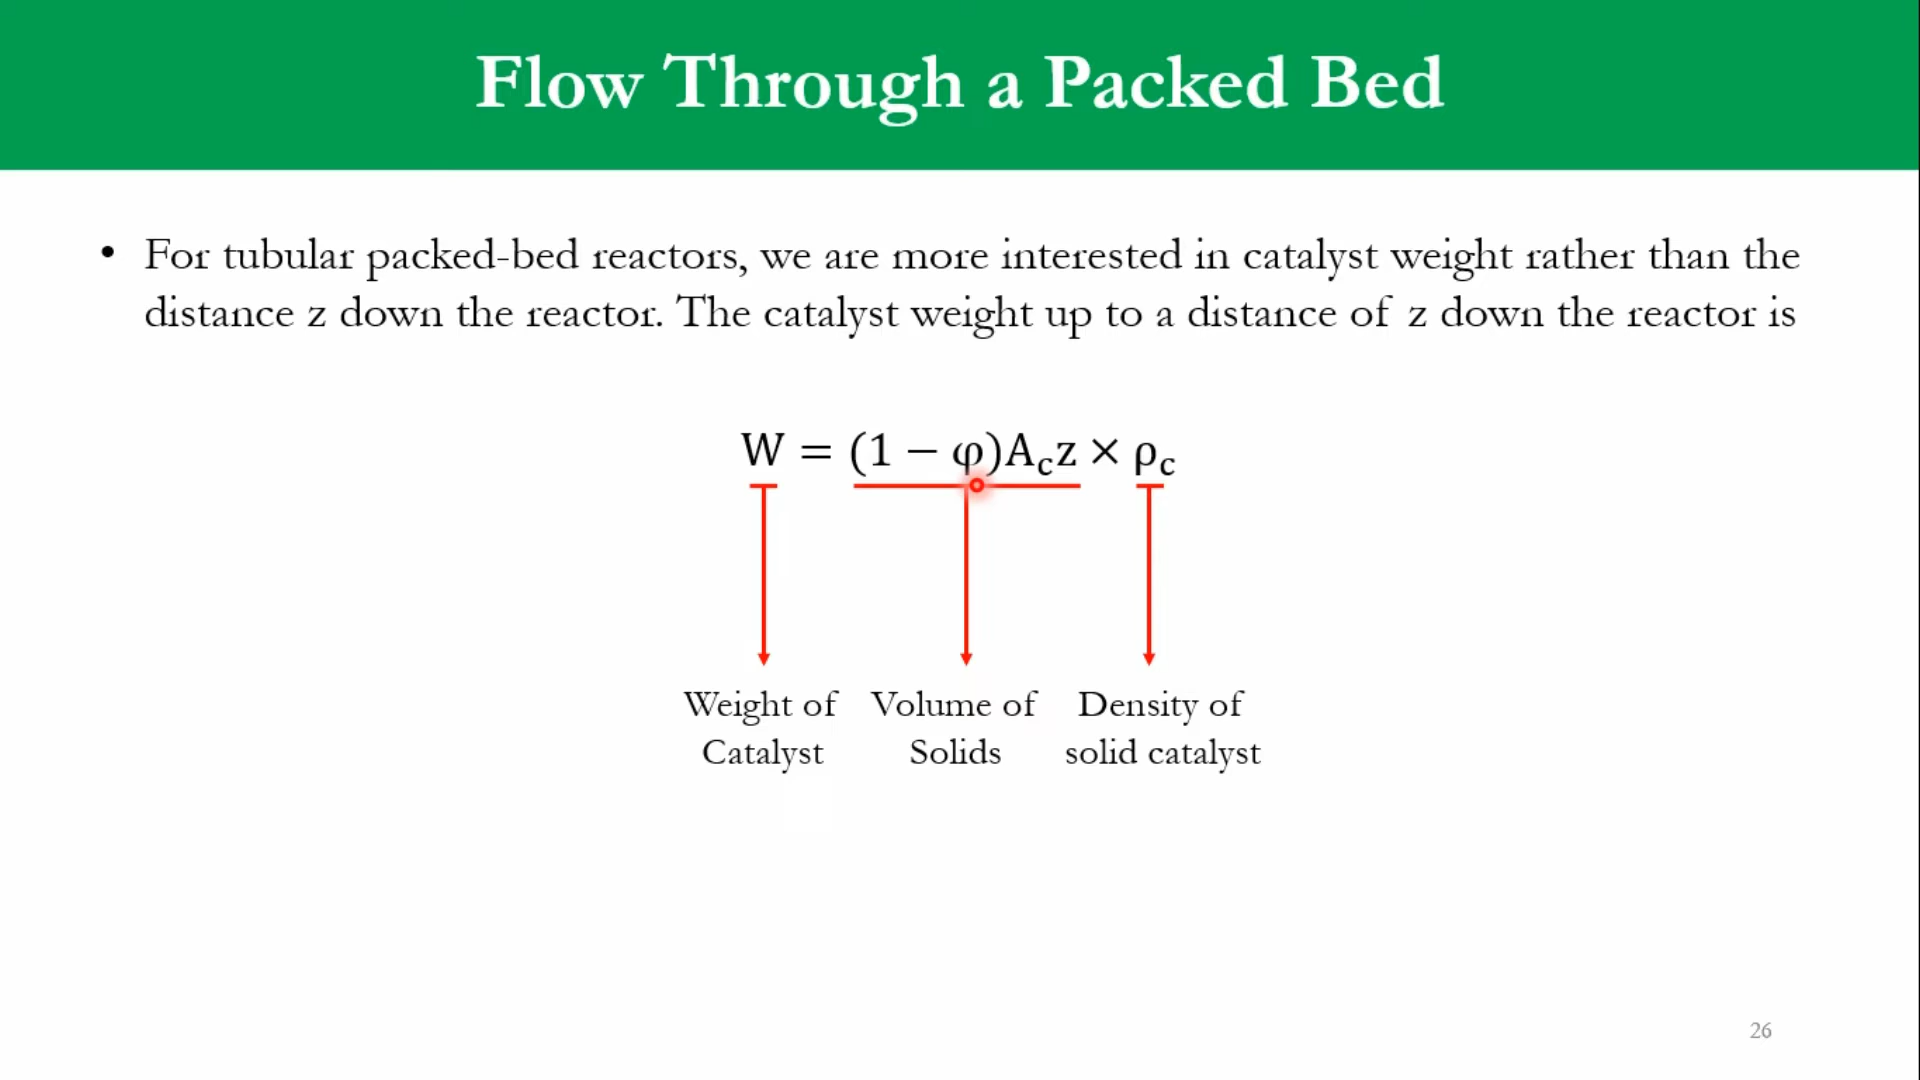 Flow Through a Packed Bed
• For tubular packed-bed reactors, we are more interested in catalyst weight rather than the
distance z down the reactor. The catalyst weight up to a distance of z down the reactor is
W = (1 − φ)A_c z × ρ_c
Weight of Catalyst
Volume of Solids
Density of solid catalyst
26